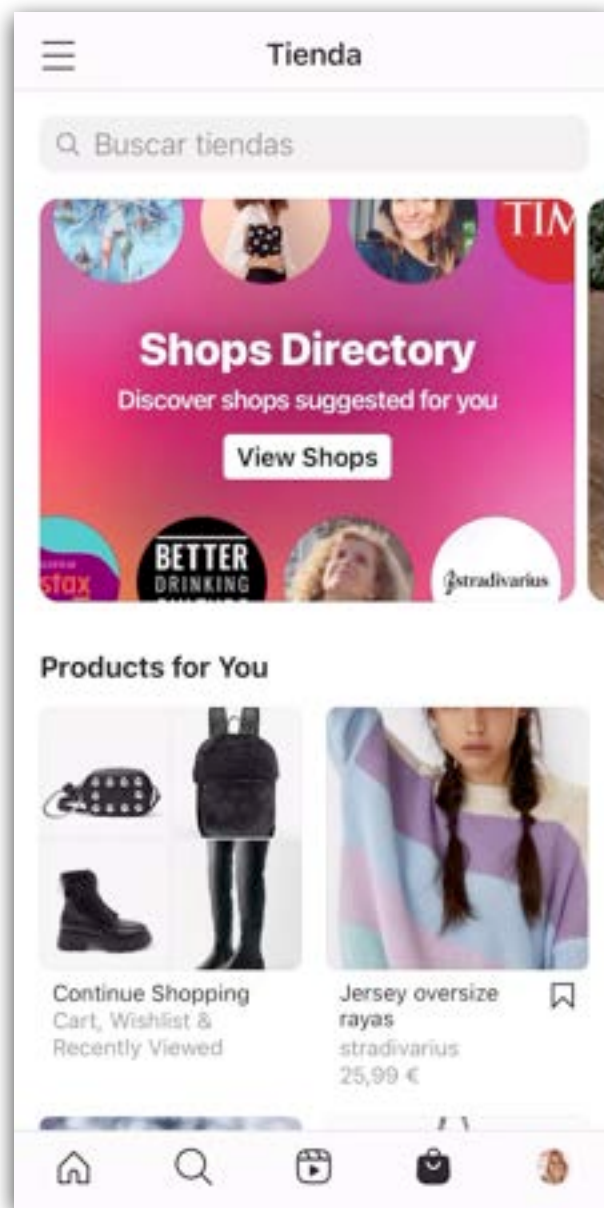 Tienda
Buscar tiendas
TIM
Shops Directory
Discover shops suggested for you
View Shops
stax
BETTER
DRINKING
stradivarius
Products for You
Continue Shopping
Cart, Wishlist &
Recently Viewed
Jersey oversize
rayas
stradivarius
25,99 €